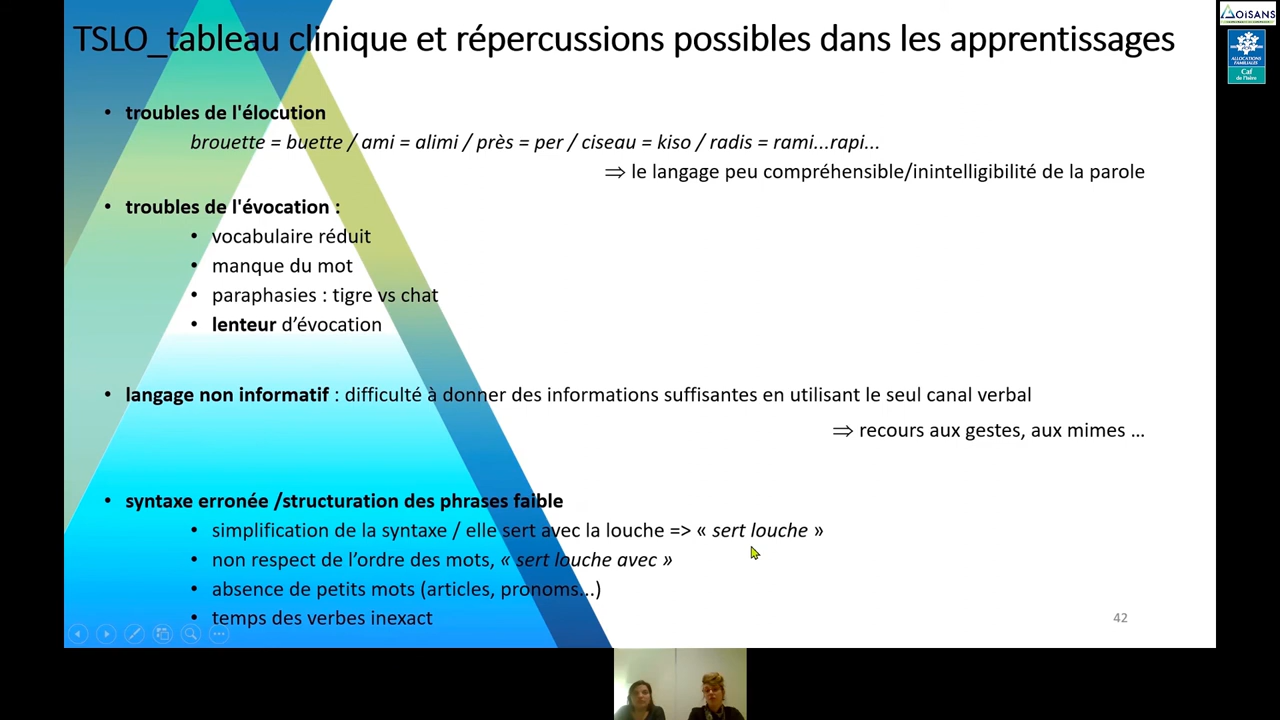 TSLO_tableau clinique et répercussions possibles dans les apprentissages
OISANS
ALLOCATIONS
FAMILIALES
Caf
de l'Isère
• troubles de l'élocution
brouette = buette / ami = alimi / près = per / ciseau = kiso / radis = rami...rapi...
⇒ le langage peu compréhensible/inintelligibilité de la parole
• troubles de l'évocation :
• vocabulaire réduit
• manque du mot
• paraphasies : tigre vs chat
• lenteur d’évocation
• langage non informatif : difficulté à donner des informations suffisantes en utilisant le seul canal verbal
⇒ recours aux gestes, aux mimes …
• syntaxe erronée /structuration des phrases faible
• simplification de la syntaxe / elle sert avec la louche => « sert louche »
• non respect de l’ordre des mots, « sert louche avec »
• absence de petits mots (articles, pronoms...)
• temps des verbes inexact
42